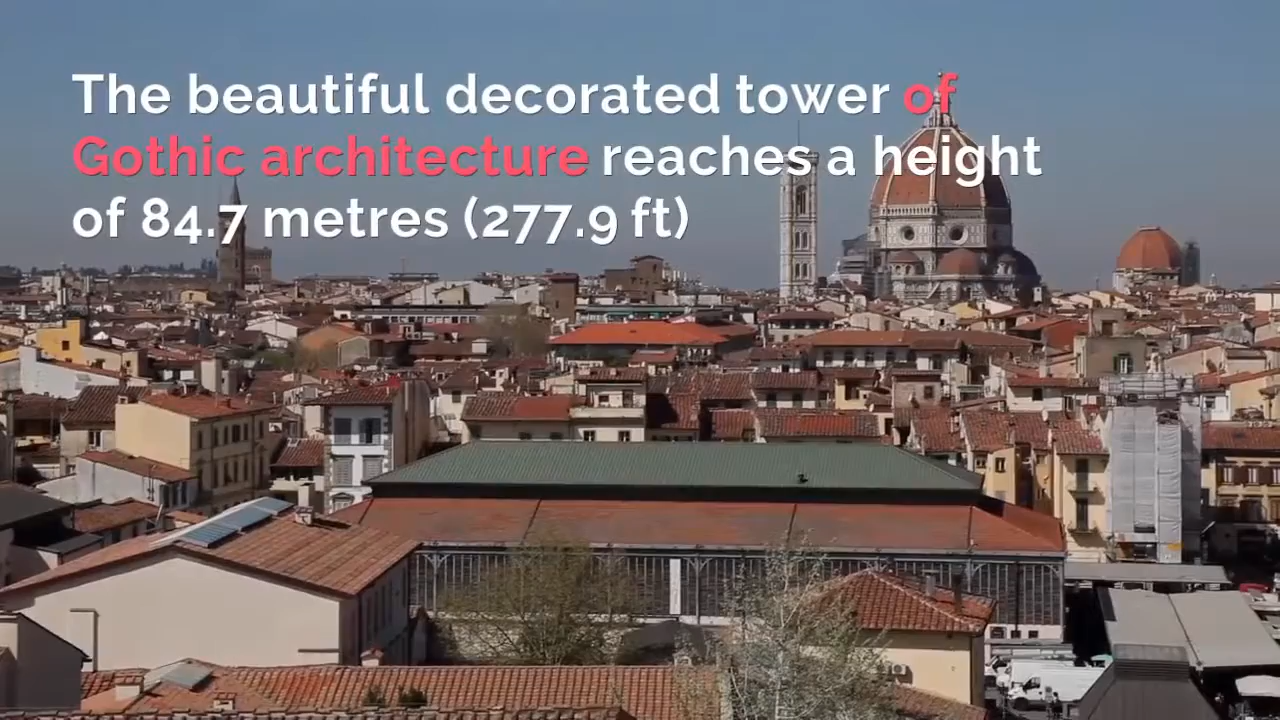 The beautiful decorated tower of
Gothic architecture reaches a height
of 84.7 metres (277.9 ft)